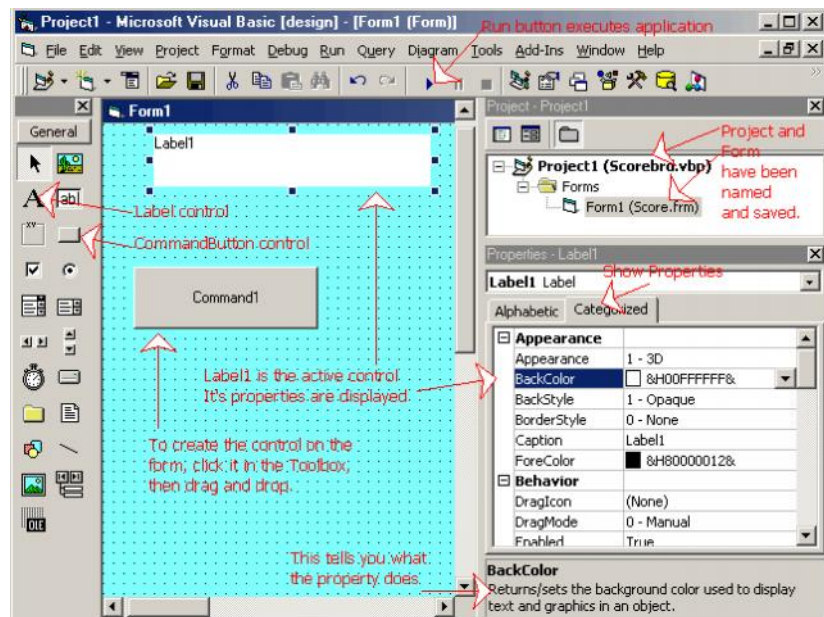 Project1 - Microsoft Visual Basic [design] - [Form1 (Form)]
Run button executes application
File Edit View Project Format Debug Run Query Diagram Tools Add-Ins Window Help
General
A
ab|
xv
OLE
Form1
Label1
Label control
CommandButton control
Command1
Label1 is the active control.
It's properties are displayed
To create the control on the
form, click it in the Toolbox,
then drag and drop.
This tells you what
the property does
Project - Project1
Project1 (Scorebrd.vbp)
Forms
Form1 (Score.frm)
Project and
Form
have been
named
and saved.
Properties - Label1
Show Properties
Label1 Label
Alphabetic Categorized
Appearance
Appearance 1 - 3D
BackColor &H00FFFFFF&
BackStyle 1 - Opaque
BorderStyle 0 - None
Caption Label1
ForeColor &H80000012&
Behavior
DragIcon (None)
DragMode 0 - Manual
Enabled True
BackColor
Returns/sets the background color used to display
text and graphics in an object.